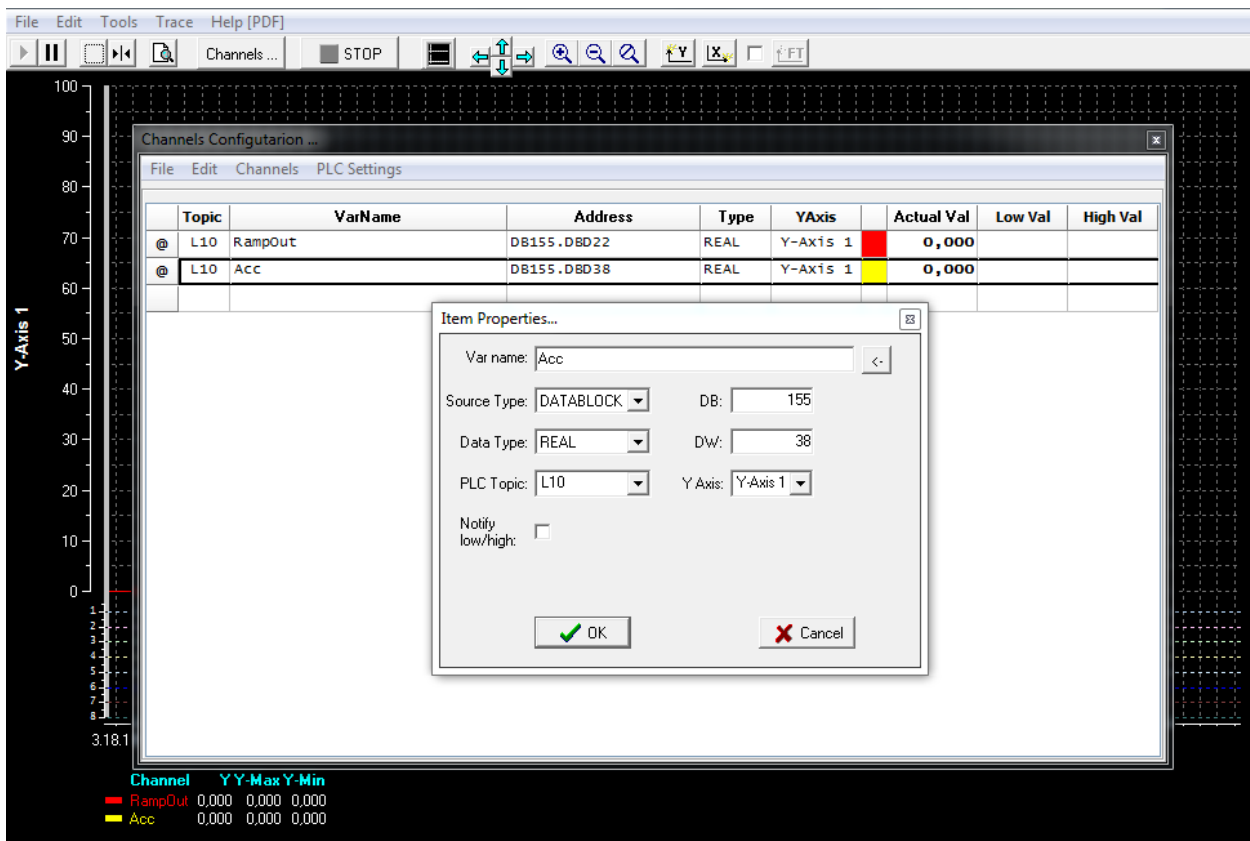 File Edit Tools Trace Help [PDF]
Channels ... STOP Y X FT
100
90
80
70
60
50
40
30
20
10
0
Y-Axis 1
1
2
3
4
5
6
7
8
3.18.1
Channels Configutarion ...
File Edit Channels PLC Settings
Topic VarName Address Type YAxis Actual Val Low Val High Val
@ L10 RampOut DB155.DBD22 REAL Y-Axis 1 0,000
@ L10 Acc DB155.DBD38 REAL Y-Axis 1 0,000
Item Properties...
Var name: Acc <-
Source Type: DATABLOCK DB: 155
Data Type: REAL DW: 38
PLC Topic: L10 Y Axis: Y-Axis 1
Notify
low/high:
OK Cancel
Channel Y Y-Max Y-Min
RampOut 0,000 0,000 0,000
Acc 0,000 0,000 0,000